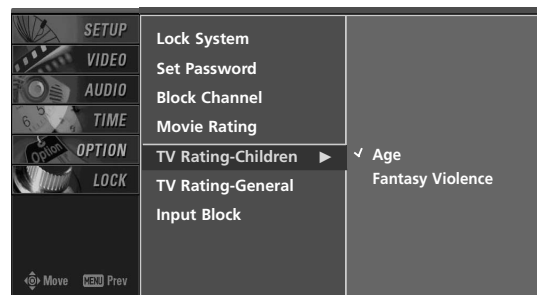 SETUP
VIDEO
AUDIO
TIME
OPTION
LOCK
Move MENU Prev
Lock System
Set Password
Block Channel
Movie Rating
TV Rating-Children ▶
TV Rating-General
Input Block
✓ Age
Fantasy Violence